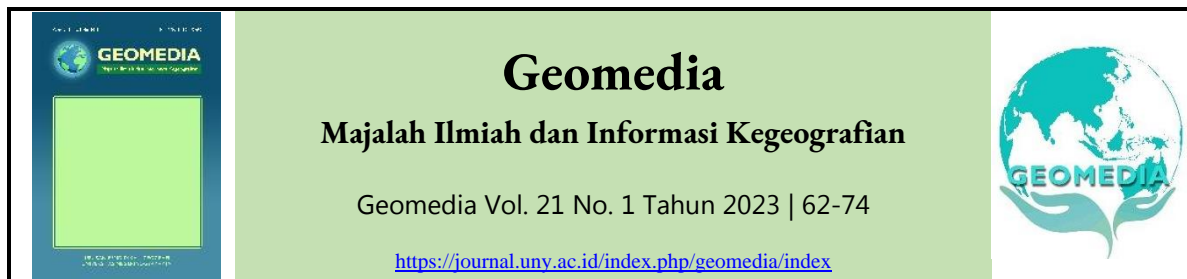 GEOMEDIA
Geomedia
Majalah Ilmiah dan Informasi Kegeografian
Geomedia Vol. 21 No. 1 Tahun 2023 | 62-74
https://journal.uny.ac.id/index.php/geomedia/index
GEOMEDIA